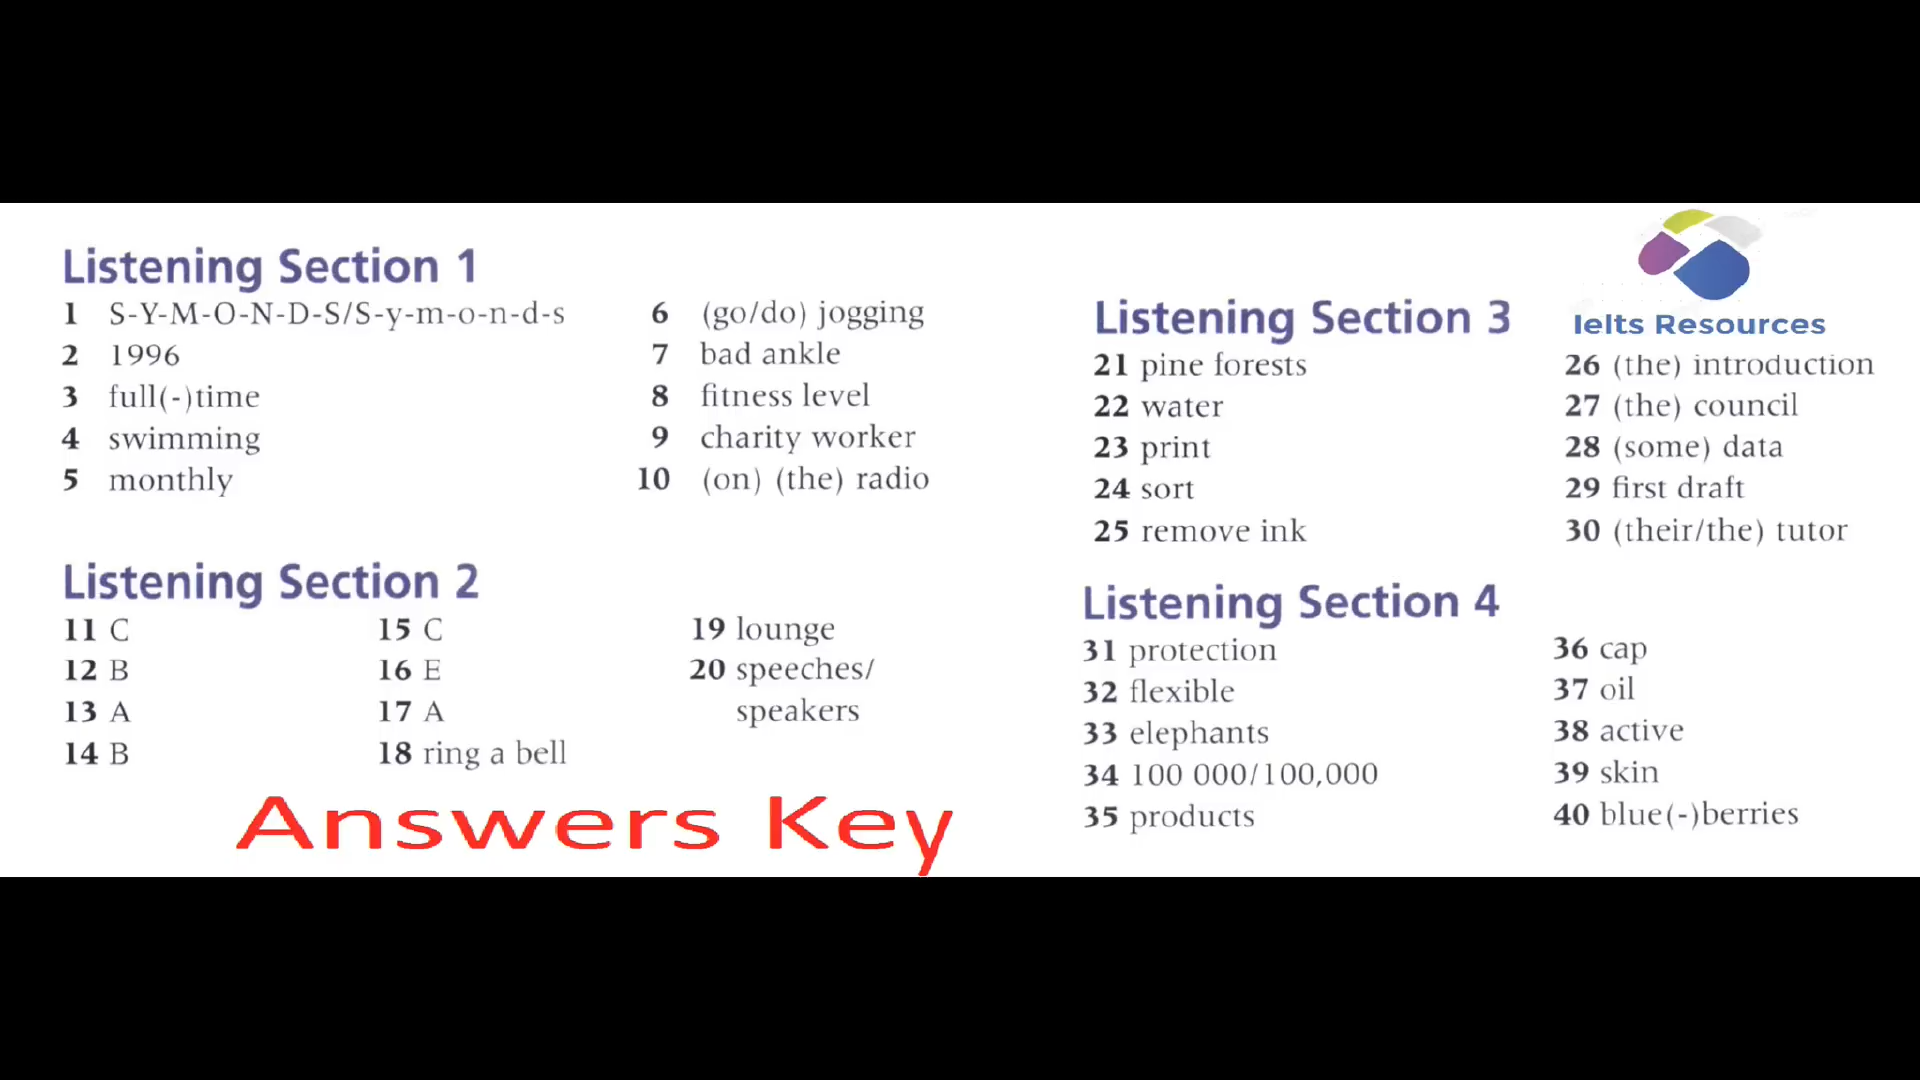 Listening Section 1
1 S-Y-M-O-N-D-S/S-y-m-o-n-d-s
2 1996
3 full(-)time
4 swimming
5 monthly
6 (go/do) jogging
7 bad ankle
8 fitness level
9 charity worker
10 (on) (the) radio
Listening Section 2
11 C
12 B
13 A
14 B
15 C
16 E
17 A
18 ring a bell
19 lounge
20 speeches/
speakers
Answers Key
Ielts Resources
Listening Section 3
21 pine forests
22 water
23 print
24 sort
25 remove ink
26 (the) introduction
27 (the) council
28 (some) data
29 first draft
30 (their/the) tutor
Listening Section 4
31 protection
32 flexible
33 elephants
34 100 000/100,000
35 products
36 cap
37 oil
38 active
39 skin
40 blue(-)berries